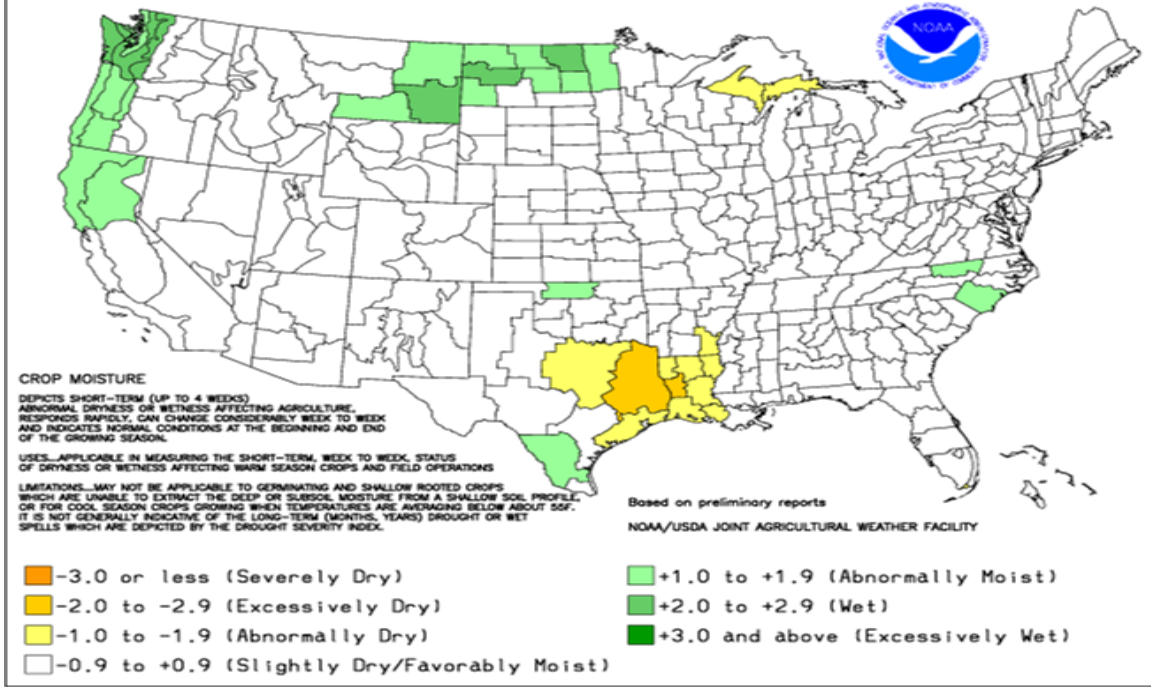 NOAA
CROP MOISTURE
DEPICTS SHORT-TERM (UP TO 4 WEEKS)
ABNORMAL DRYNESS OR WETNESS AFFECTING AGRICULTURE,
RESPONDS RAPIDLY, CAN CHANGE CONSIDERABLY WEEK TO WEEK
AND INDICATES NORMAL CONDITIONS AT THE BEGINNING AND END
OF THE GROWING SEASON.
USES...APPLICABLE IN MEASURING THE SHORT-TERM, WEEK TO WEEK, STATUS
OF DRYNESS OR WETNESS AFFECTING WARM SEASON CROPS AND FIELD OPERATIONS
LIMITATIONS...MAY NOT BE APPLICABLE TO GERMINATING AND SHALLOW ROOTED CROPS
WHICH ARE UNABLE TO EXTRACT THE DEEP OR SUBSOIL MOISTURE FROM A SHALLOW SOIL PROFILE,
OR FOR COOL SEASON CROPS GROWING WHEN TEMPERATURES ARE AVERAGING BELOW ABOUT 55F.
IT IS NOT GENERALLY INDICATIVE OF THE LONG-TERM (MONTHS, YEARS) DROUGHT OR WET
SPELLS WHICH ARE DEPICTED BY THE DROUGHT SEVERITY INDEX.
Based on preliminary reports
NOAA/USDA JOINT AGRICULTURAL WEATHER FACILITY
-3.0 or less (Severely Dry)
-2.0 to -2.9 (Excessively Dry)
-1.0 to -1.9 (Abnormally Dry)
-0.9 to +0.9 (Slightly Dry/Favorably Moist)
+1.0 to +1.9 (Abnormally Moist)
+2.0 to +2.9 (Wet)
+3.0 and above (Excessively Wet)